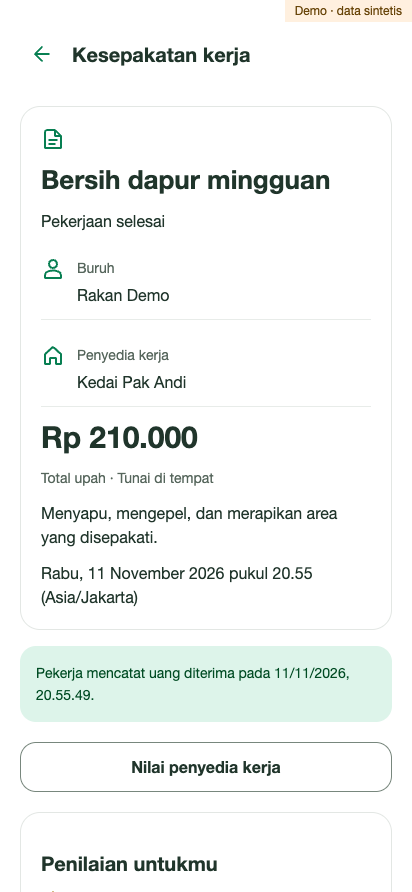 Demo · data sintetis
Kesepakatan kerja
Bersih dapur mingguan
Pekerjaan selesai
Buruh
Rakan Demo
Penyedia kerja
Kedai Pak Andi
Rp 210.000
Total upah · Tunai di tempat
Menyapu, mengepel, dan merapikan area
yang disepakati.
Rabu, 11 November 2026 pukul 20.55
(Asia/Jakarta)
Pekerja mencatat uang diterima pada 11/11/2026,
20.55.49.
Nilai penyedia kerja
Penilaian untukmu